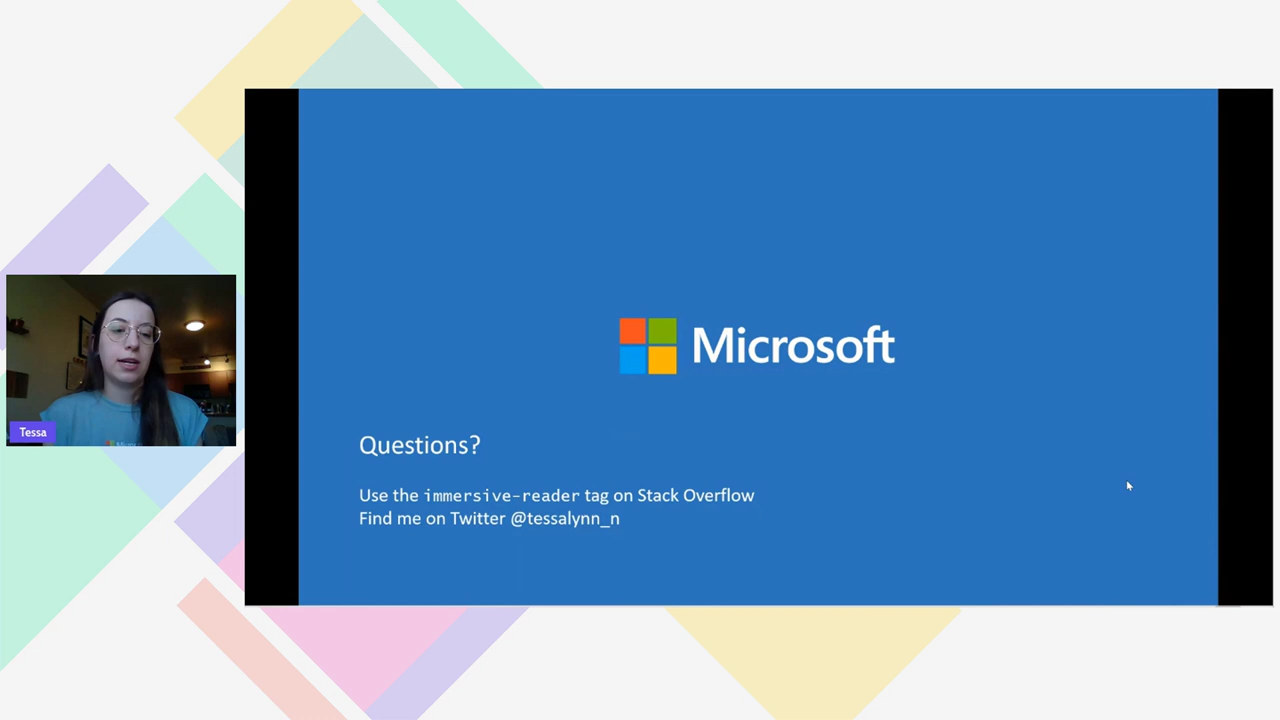 Microsoft
Questions?
Use the immersive-reader tag on Stack Overflow
Find me on Twitter @tessalynn_n
Tessa